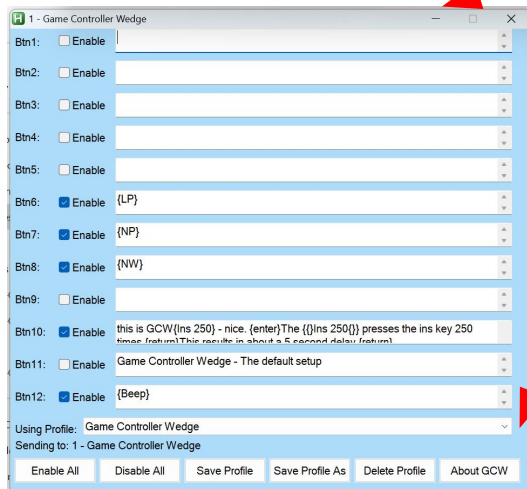 1 - Game Controller Wedge
Btn1: Enable
Btn2: Enable
Btn3: Enable
Btn4: Enable
Btn5: Enable
Btn6: Enable {LP}
Btn7: Enable {NP}
Btn8: Enable {NW}
Btn9: Enable
Btn10: Enable this is GCW{Ins 250} - nice. {enter}The {{}Ins 250{}} presses the ins key 250
times {return}This results in about a 5 second delay {return}
Btn11: Enable Game Controller Wedge - The default setup
Btn12: Enable {Beep}
Using Profile: Game Controller Wedge
Sending to: 1 - Game Controller Wedge
Enable All Disable All Save Profile Save Profile As Delete Profile About GCW